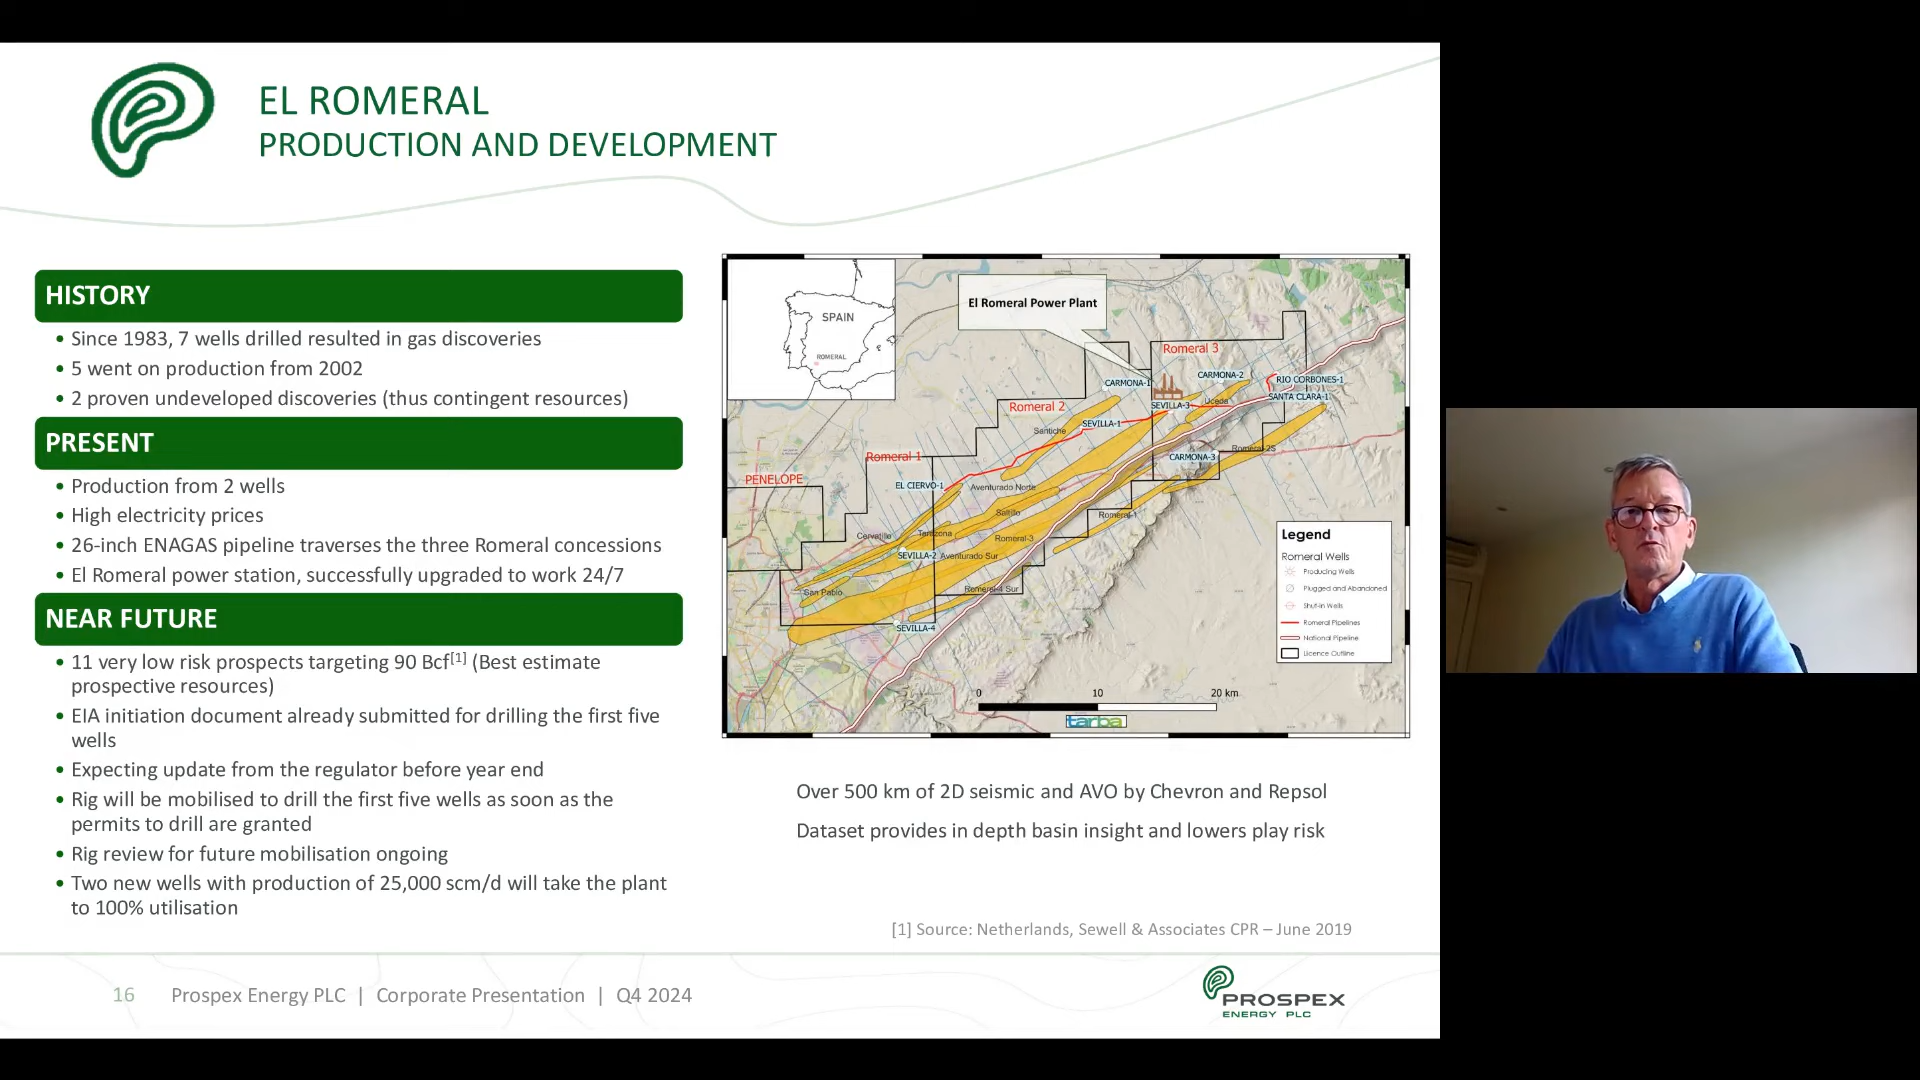 EL ROMERAL
PRODUCTION AND DEVELOPMENT
HISTORY
• Since 1983, 7 wells drilled resulted in gas discoveries
• 5 went on production from 2002
• 2 proven undeveloped discoveries (thus contingent resources)
PRESENT
• Production from 2 wells
• High electricity prices
• 26-inch ENAGAS pipeline traverses the three Romeral concessions
• El Romeral power station, successfully upgraded to work 24/7
NEAR FUTURE
• 11 very low risk prospects targeting 90 Bcf[1] (Best estimate
prospective resources)
• EIA initiation document already submitted for drilling the first five
wells
• Expecting update from the regulator before year end
• Rig will be mobilised to drill the first five wells as soon as the
permits to drill are granted
• Rig review for future mobilisation ongoing
• Two new wells with production of 25,000 scm/d will take the plant
to 100% utilisation
SPAIN
ROMERAL
El Romeral Power Plant
Romeral 3
CARMONA-1
CARMONA-2
RIO CORBONES-1
SANTA CLARA-1
Romeral 2
SEVILLA-3
Uceda
Santiche
SEVILLA-1
Romeral 1
CARMONA-3
Romeral-2S
PENELOPE
EL CIERVO-1
Aventurado Norte
Saltillo
Romeral-1
Cervatillo
Tarazona
Romeral-3
SEVILLA-2
Aventurado Sur
San Pablo
Romeral-4 Sur
SEVILLA-4
Legend
Romeral Wells
Producing Wells
Plugged and Abandoned
Shut-in Wells
Romeral Pipelines
National Pipeline
Licence Outline
0 10 20 km
tarba
Over 500 km of 2D seismic and AVO by Chevron and Repsol
Dataset provides in depth basin insight and lowers play risk
[1] Source: Netherlands, Sewell & Associates CPR – June 2019
16 Prospex Energy PLC | Corporate Presentation | Q4 2024
PROSPEX
ENERGY PLC